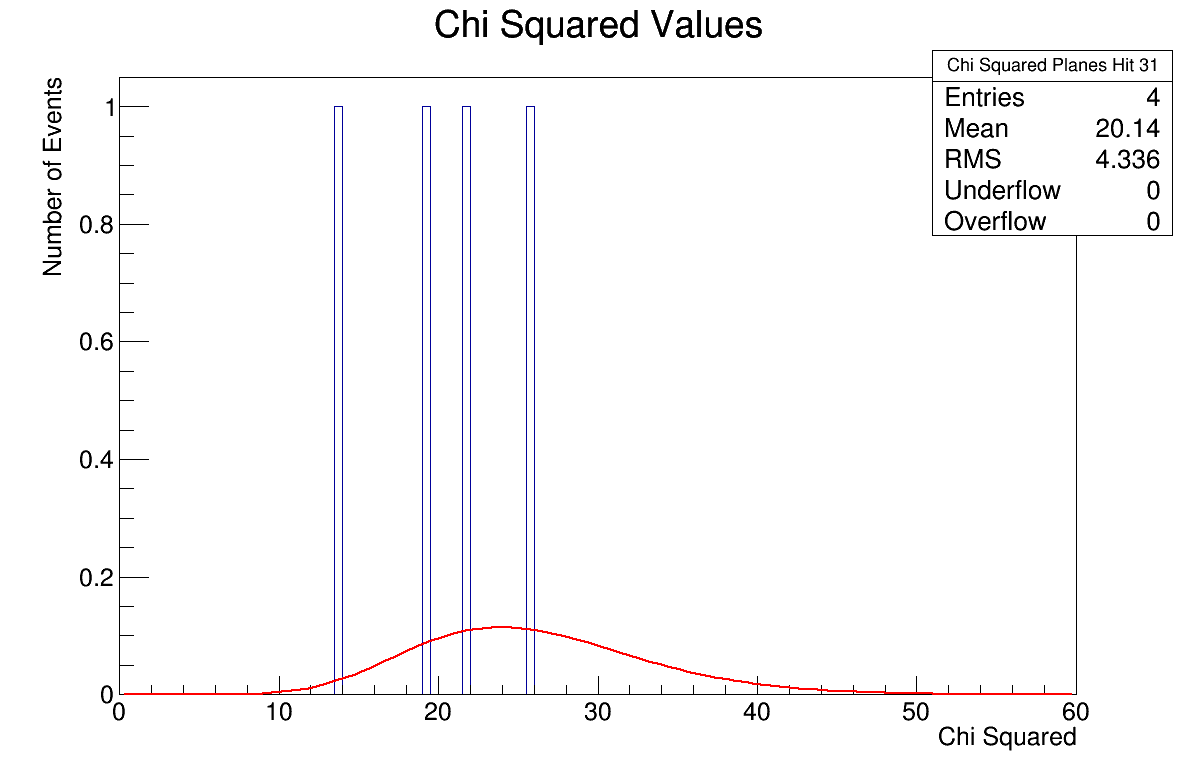 Chi Squared Values
Chi Squared Planes Hit 31
Entries 4
Mean 20.14
RMS 4.336
Underflow 0
Overflow 0
Number of Events
1
0.8
0.6
0.4
0.2
0
0 10 20 30 40 50 60
Chi Squared